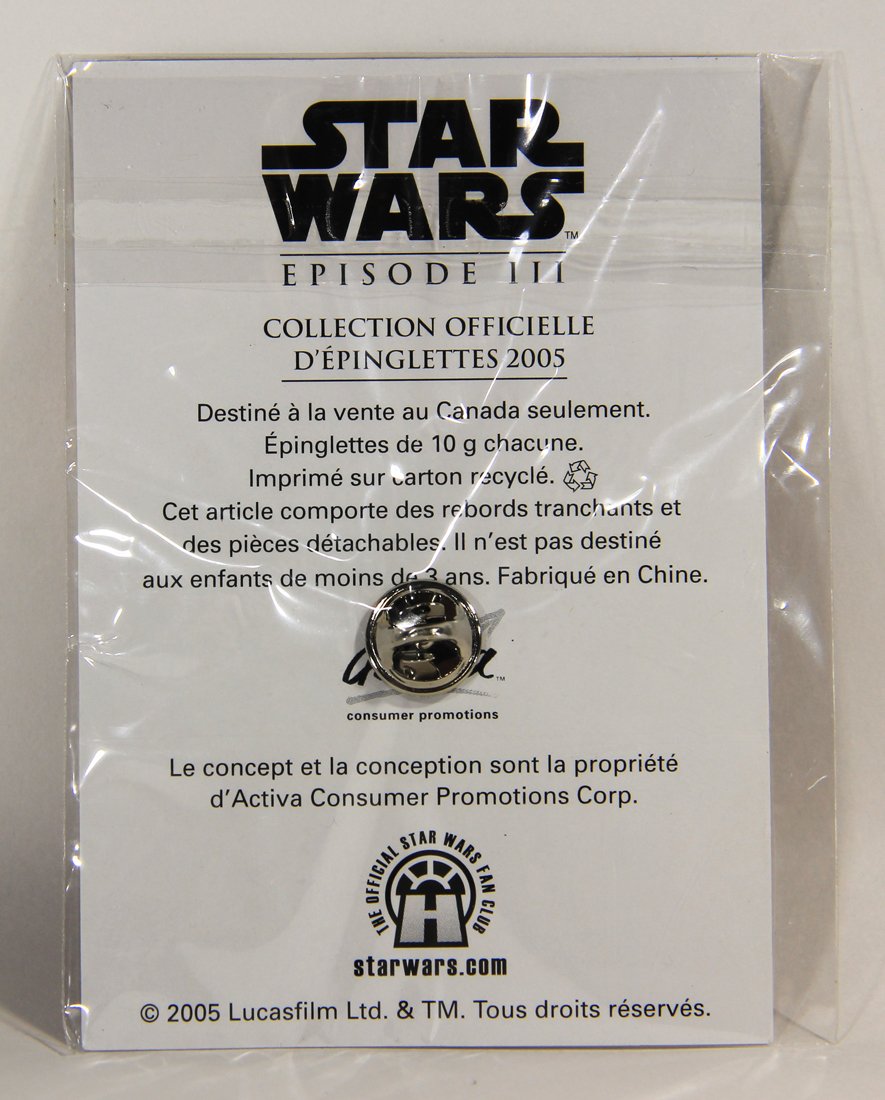 STAR
WARS™
EPISODE III
COLLECTION OFFICIELLE
D'ÉPINGLETTES 2005
Destiné à la vente au Canada seulement.
Épinglettes de 10 g chacune.
Imprimé sur carton recyclé.
Cet article comporte des rebords tranchants et
des pièces détachables. Il n'est pas destiné
aux enfants de moins de 3 ans. Fabriqué en Chine.
™
consumer promotions
Le concept et la conception sont la propriété
d'Activa Consumer Promotions Corp.
THE OFFICIAL STAR WARS FAN CLUB
starwars.com
© 2005 Lucasfilm Ltd. & TM. Tous droits réservés.